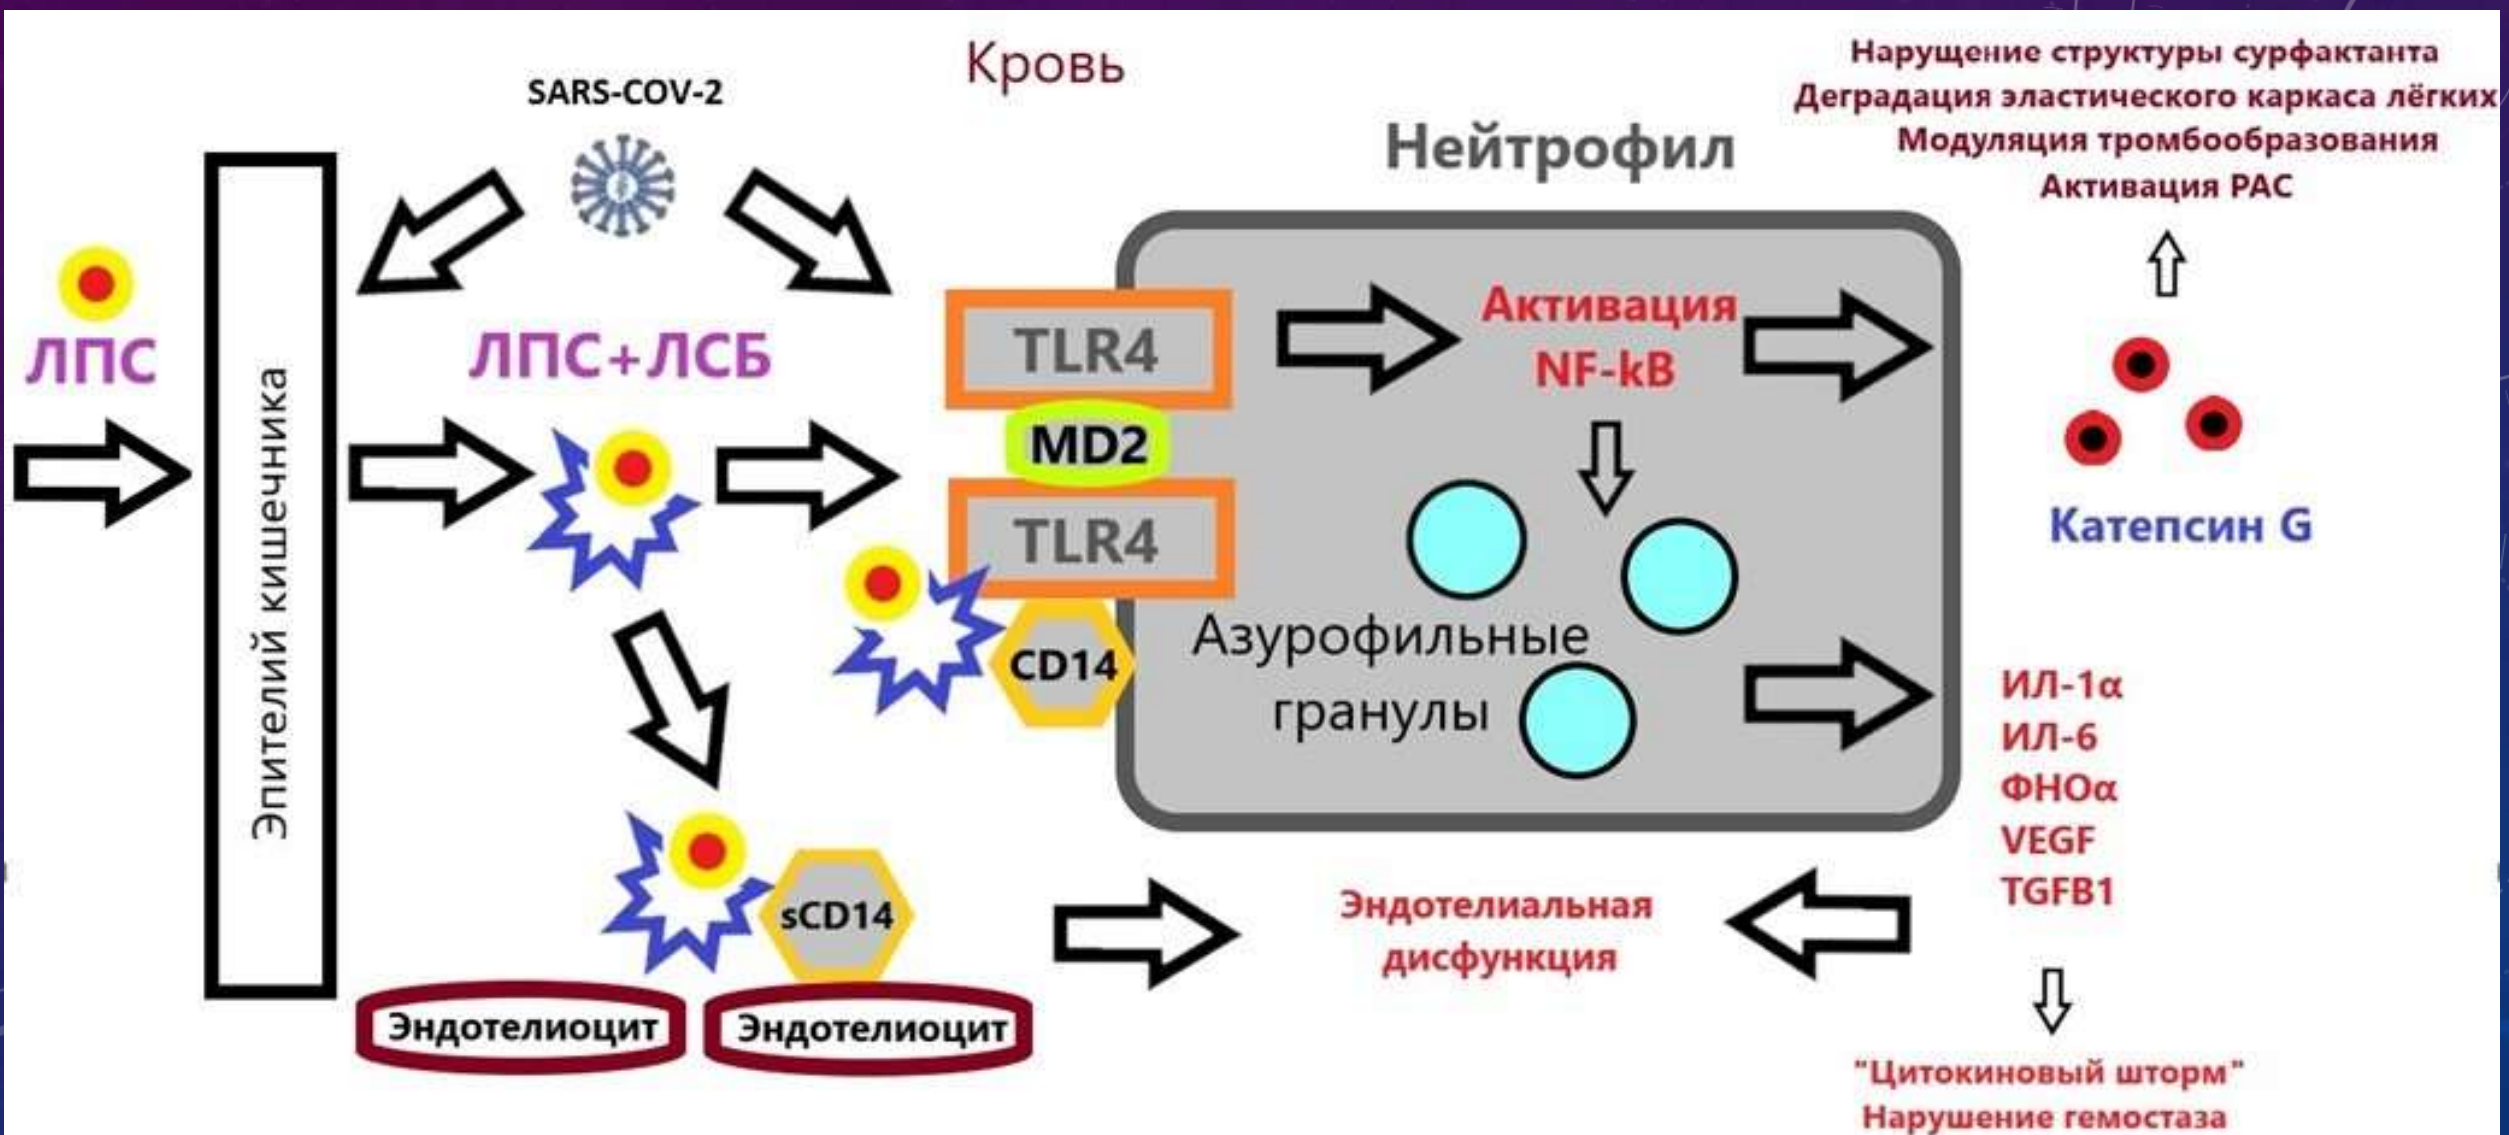 Кровь
SARS-COV-2
Нейтрофил
Нарущение структуры сурфактанта
Деградация эластического каркаса лёгких
Модуляция тромбообразования
Активация РАС
ЛПС
Эпителий кишечника
ЛПС+ЛСБ
TLR4
MD2
TLR4
CD14
Активация
NF-kB
Азурофильные
гранулы
Катепсин G
ИЛ-1α
ИЛ-6
ФНОα
VEGF
TGFB1
sCD14
Эндотелиоцит
Эндотелиоцит
Эндотелиальная
дисфункция
"Цитокиновый шторм"
Нарушение гемостаза